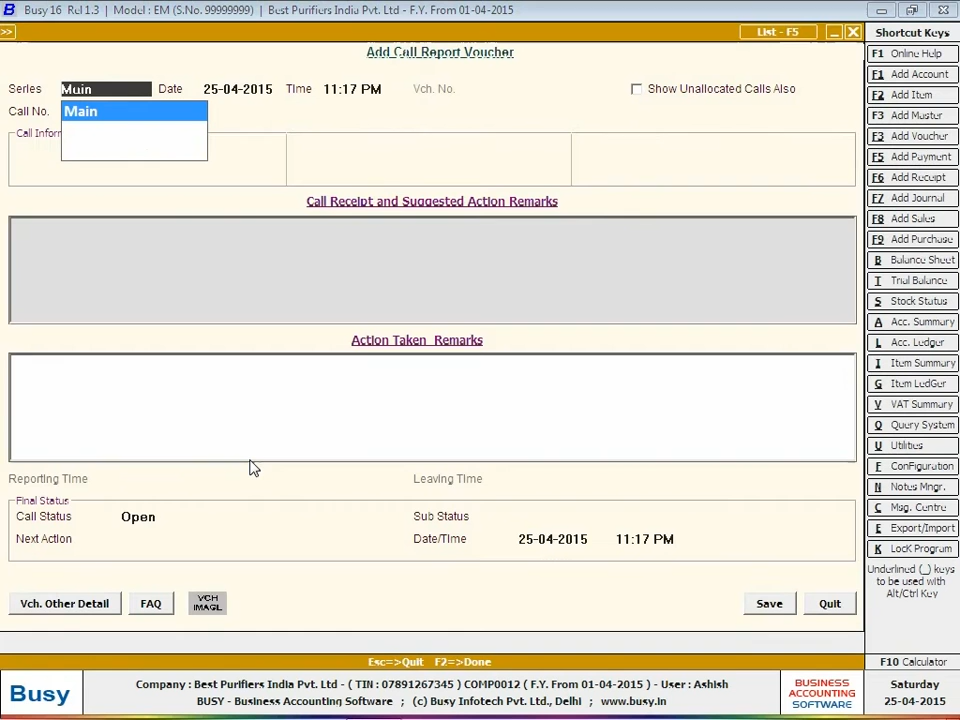 Busy 16 Rel 1.3 | Model : EM (S.No. 99999999) | Best Purifiers India Pvt. Ltd - F.Y. From 01-04-2015
>> List - F5
Add Call Report Voucher
Series Main Date 25-04-2015 Time 11:17 PM Vch. No. Show Unallocated Calls Also
Call No. Main
Call Inform
Call Receipt and Suggested Action Remarks
Action Taken Remarks
Reporting Time Leaving Time
Final Status
Call Status Open Sub Status
Next Action Date/Time 25-04-2015 11:17 PM
Vch. Other Detail FAQ VCH IMAGE Save Quit
Esc=>Quit F2=>Done
Busy
Company : Best Purifiers India Pvt. Ltd - ( TIN : 07891267345 ) COMP0012 ( F.Y. From 01-04-2015 ) - User : Ashish
BUSY - Business Accounting Software ; (c) Busy Infotech Pvt. Ltd., Delhi ; www.busy.in
BUSINESS
ACCOUNTING
SOFTWARE
Shortcut Keys
F1 Online Help
F1 Add Account
F2 Add Item
F3 Add Master
F3 Add Voucher
F5 Add Payment
F6 Add Receipt
F7 Add Journal
F8 Add Sales
F9 Add Purchase
B Balance Sheet
T Trial Balance
S Stock Status
A Acc. Summary
L Acc. Ledger
I Item Summary
G Item LedGer
V VAT Summary
Q Query System
U Utilities
F ConFiguration
N Notes Mngr.
C Msg. Centre
E Export/Import
K LocK Program
Underlined (_) keys
to be used with
Alt/Ctrl Key
F10 Calculator
Saturday
25-04-2015